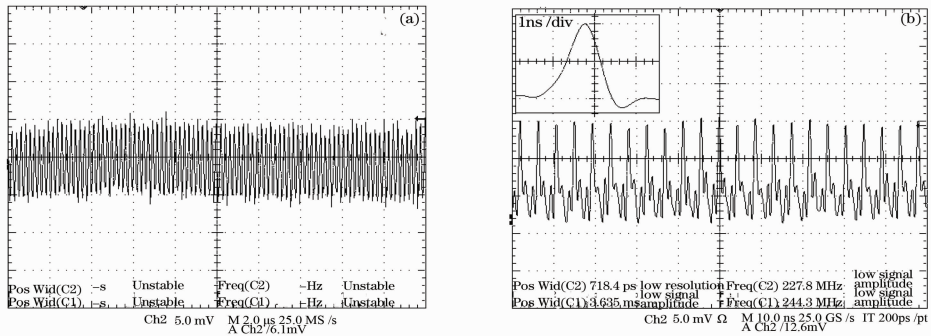 (a)
Pos Wid(C2) -s Unstable Freq(C2) -Hz Unstable
Pos Wid(C1) -s Unstable Freq(C1) -Hz Unstable
Ch2 5.0 mV M 2.0 μs 25.0 MS /s
A Ch2 /6.1mV
(b)
1ns /div
low signal
Pos Wid(C2) 718.4 ps low resolution Freq(C2) 227.8 MHz amplitude
low signal low signal
Pos Wid(C1) 3.635 ms amplitude Freq(C1) 244.3 MHz amplitude
Ch2 5.0 mV Ω M 10.0 ns 25.0 GS /s IT 200ps /pt
A Ch2 /12.6mV